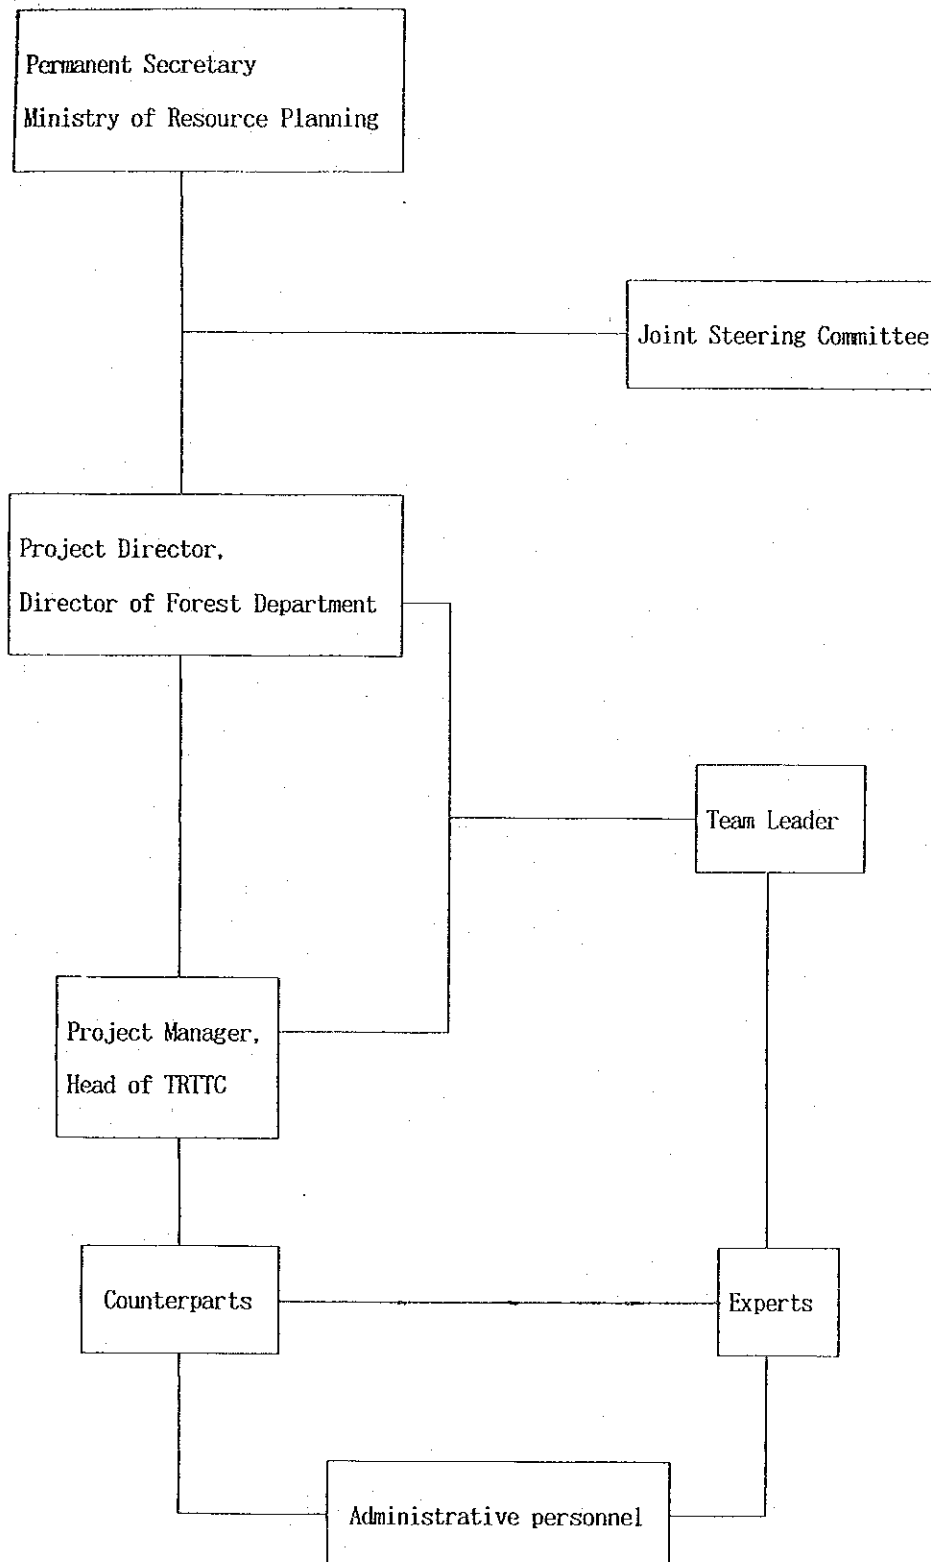 Permanent Secretary
Ministry of Resource Planning
Joint Steering Committee
Project Director,
Director of Forest Department
Team Leader
Project Manager,
Head of TRTTC
Counterparts
Experts
Administrative personnel